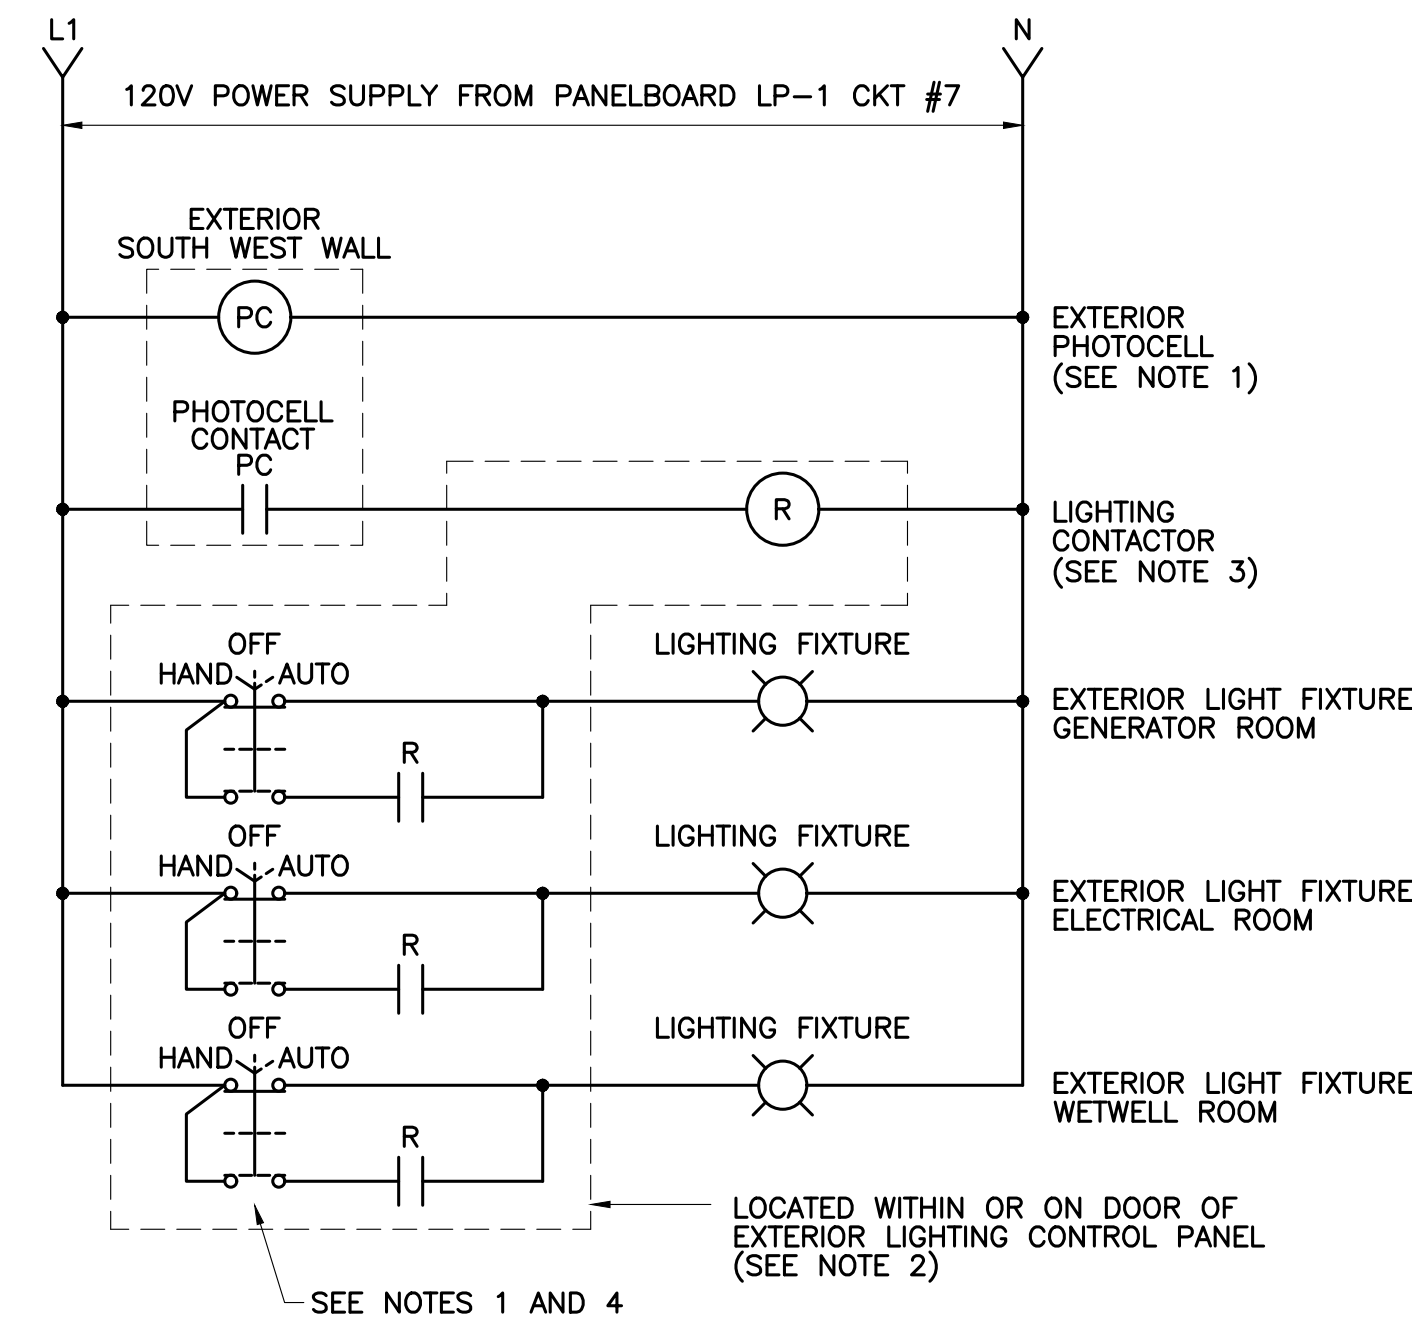 L1
N
120V POWER SUPPLY FROM PANELBOARD LP-1 CKT #7
EXTERIOR
SOUTH WEST WALL
PC
EXTERIOR
PHOTOCELL
(SEE NOTE 1)
PHOTOCELL
CONTACT
PC
R
LIGHTING
CONTACTOR
(SEE NOTE 3)
OFF
HAND AUTO
LIGHTING FIXTURE
EXTERIOR LIGHT FIXTURE
GENERATOR ROOM
R
OFF
HAND AUTO
LIGHTING FIXTURE
EXTERIOR LIGHT FIXTURE
ELECTRICAL ROOM
R
OFF
HAND AUTO
LIGHTING FIXTURE
EXTERIOR LIGHT FIXTURE
WETWELL ROOM
R
LOCATED WITHIN OR ON DOOR OF
EXTERIOR LIGHTING CONTROL PANEL
(SEE NOTE 2)
SEE NOTES 1 AND 4